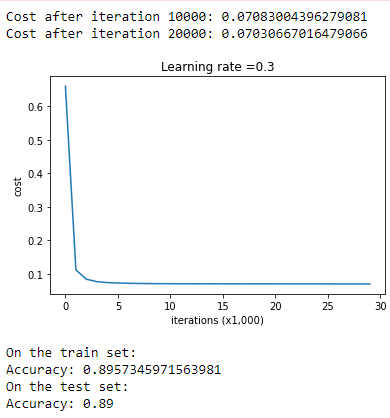 Cost after iteration 10000: 0.07083004396279081
Cost after iteration 20000: 0.07030667016479066
Learning rate =0.3
0.6
0.5
0.4
0.3
0.2
0.1
cost
0 5 10 15 20 25 30
iterations (x1,000)
On the train set:
Accuracy: 0.8957345971563981
On the test set:
Accuracy: 0.89